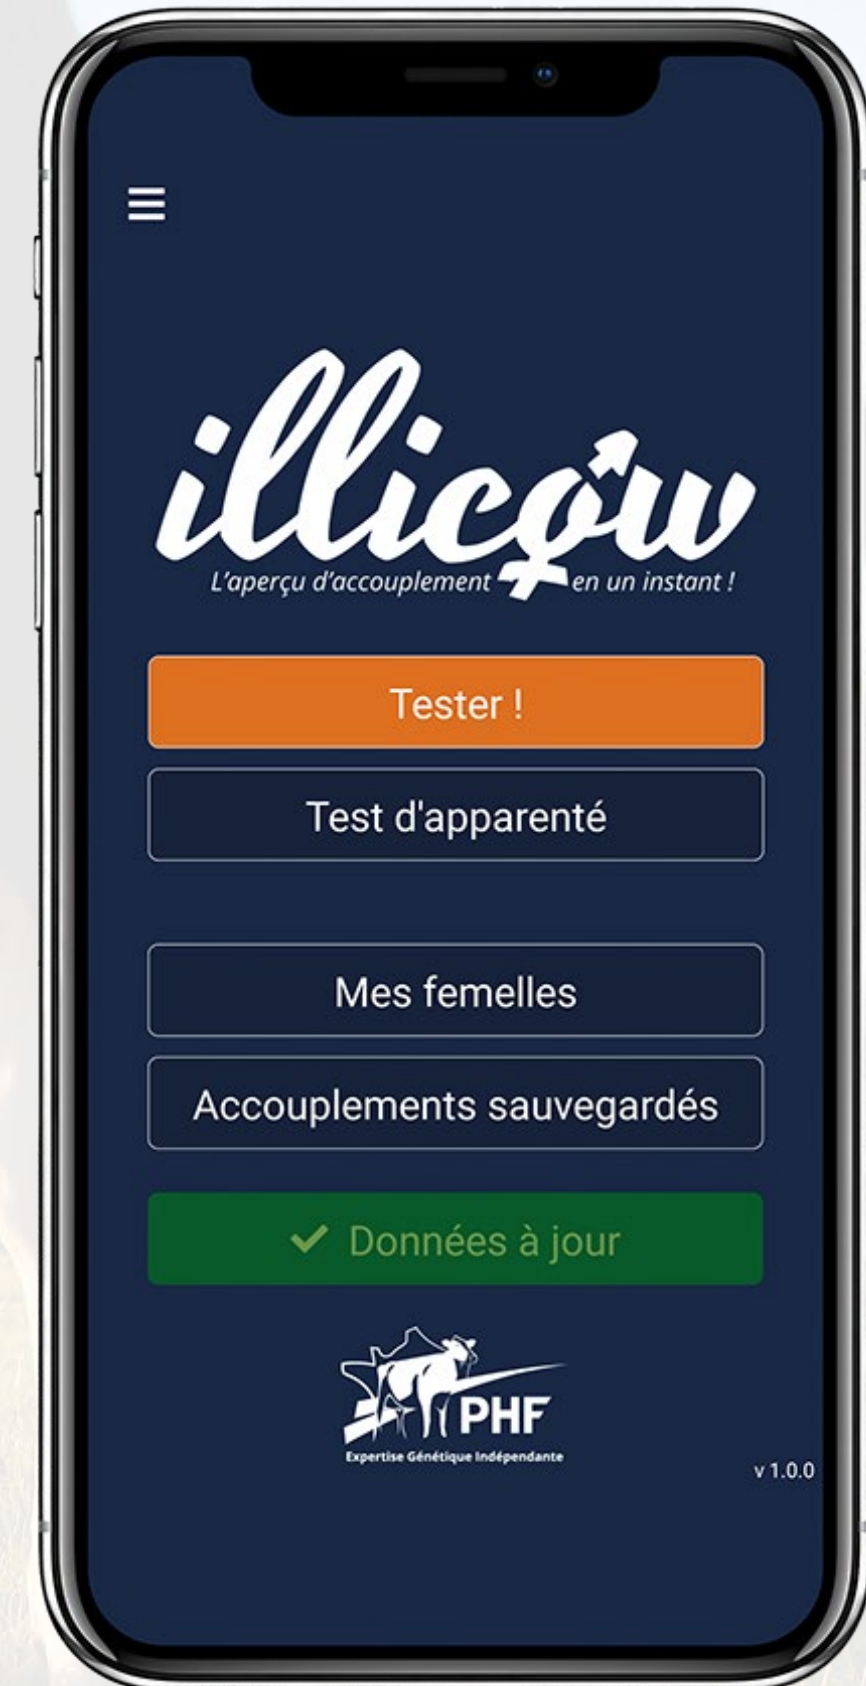 illicow
L'aperçu d'accouplement en un instant !
Tester !
Test d'apparenté
Mes femelles
Accouplements sauvegardés
Données à jour
PHF
Expertise Génétique Indépendante
v 1.0.0